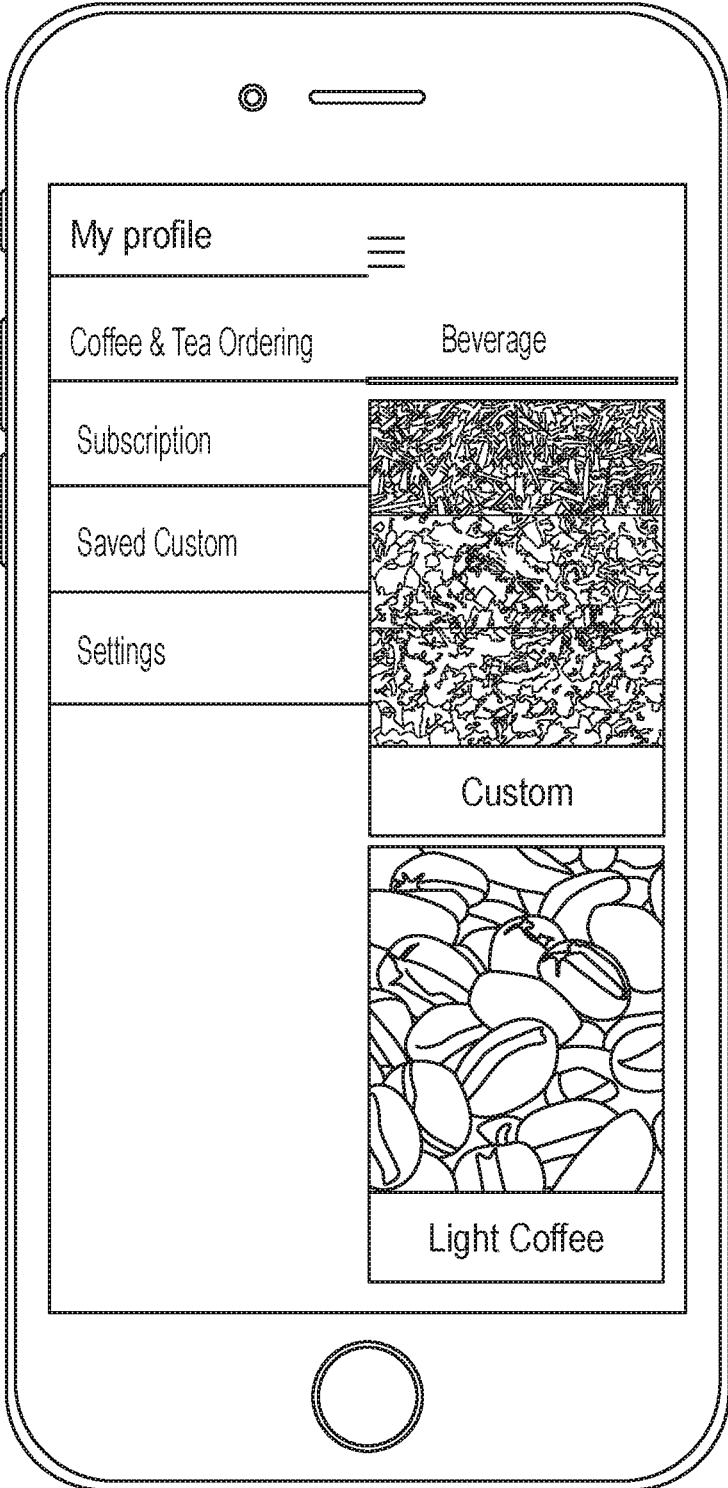 My profile
Coffee & Tea Ordering
Beverage
Subscription
Saved Custom
Settings
Custom
Light Coffee